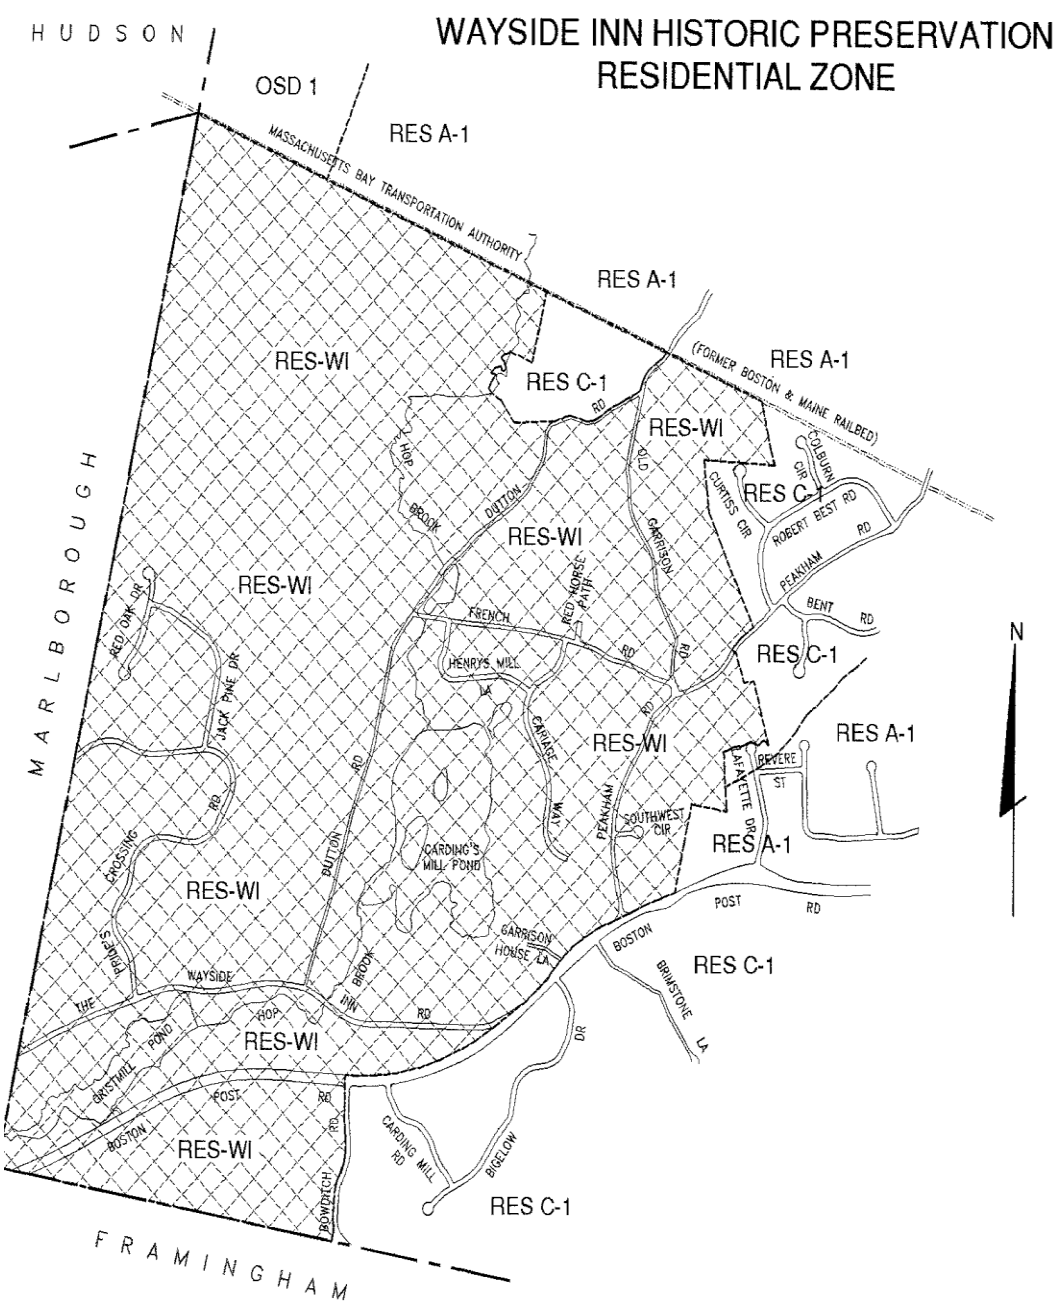 WAYSIDE INN HISTORIC PRESERVATION
RESIDENTIAL ZONE
HUDSON
OSD 1
RES A-1
MASSACHUSETTS BAY TRANSPORTATION AUTHORITY
RES A-1
(FORMER BOSTON & MAINE RAILBED)
RES A-1
RES-WI
RES C-1
RD
RES-WI
OLD
COLBURN
CIR
HOP
BROOK
DUTTON
CURTISS CIR
RES C-1
ROBERT BEST RD
RES-WI
GARRISON
RD
PEAKHAM
RD
MARLBOROUGH
RES-WI
RED OAK DR
RED HORSE
PATH
FRENCH
RD
BENT
RD
N
HENRYS MILL
LA
RES C-1
JACK PINE DR
RD
CARIAGE
WAY
RES-WI
RES A-1
LAFAYETTE DR
REVERE
ST
RD
DUTTON
PEAKHAM
SOUTHWEST
CIR
PRIDE'S
CROSSING
RD
CARDING'S
MILL POND
RES A-1
RES-WI
POST
RD
GARRISON
HOUSE LA.
BOSTON
BRIMSTONE
LA
RES C-1
BROOK
THE
WAYSIDE
INN
RD
HOP
RES-WI
GRISTMILL
POND
DR
BIGELOW
BOSTON
POST
RD
RD
BOWDITCH
CARDING MILL
RD
RES-WI
RES C-1
FRAMINGHAM